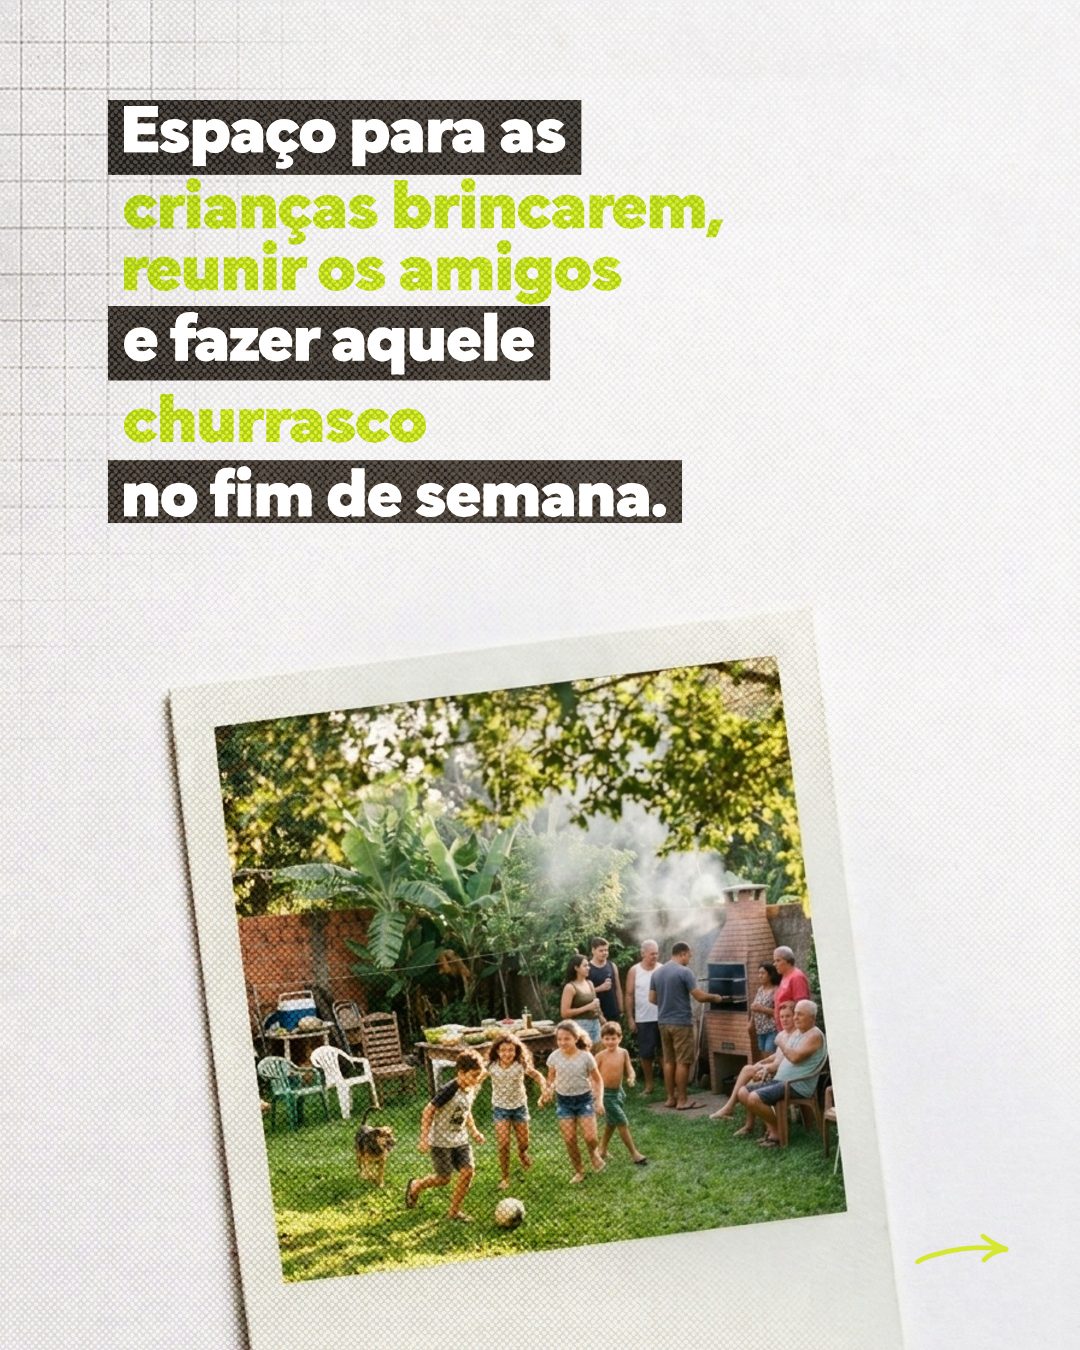 Espaço para as
crianças brincarem,
reunir os amigos
e fazer aquele
churrasco
no fim de semana.